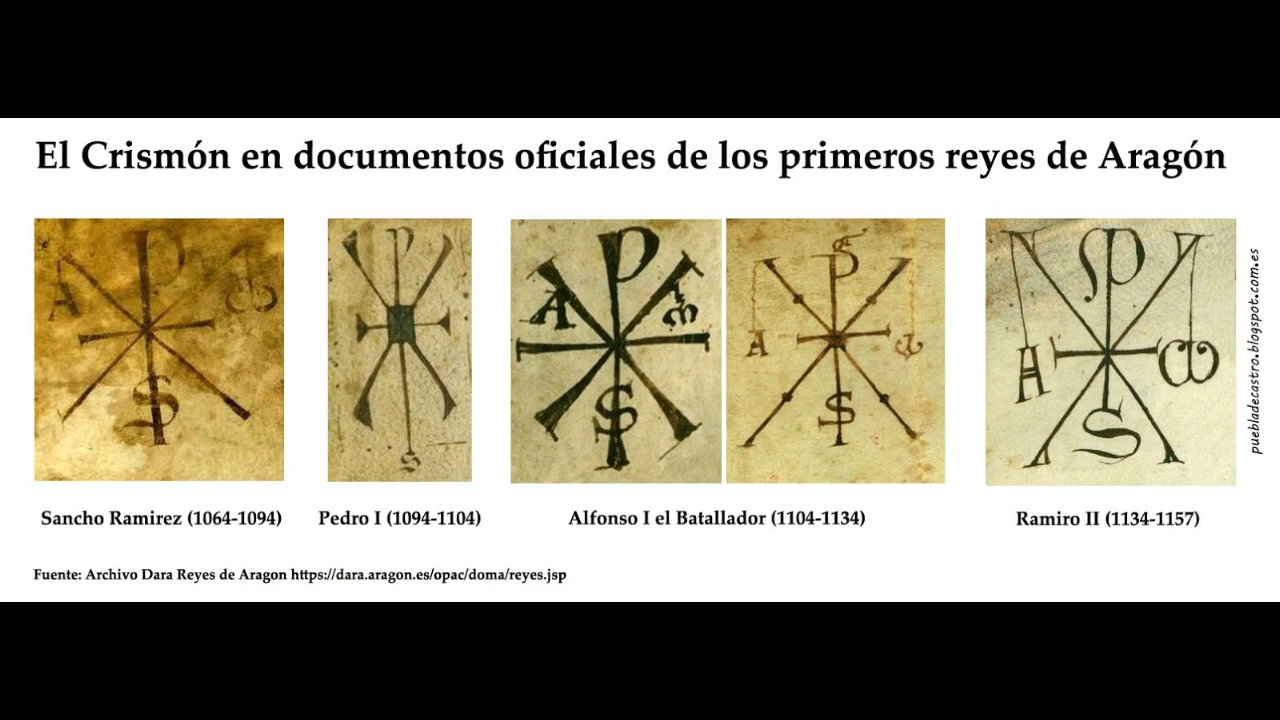 El Crismón en documentos oficiales de los primeros reyes de Aragón
A P ω S
P S
A P ω S
S A ω S
SP A ω S
Sancho Ramirez (1064-1094)
Pedro I (1094-1104)
Alfonso I el Batallador (1104-1134)
Ramiro II (1134-1157)
Fuente: Archivo Dara Reyes de Aragon https://dara.aragon.es/opac/doma/reyes.jsp
puebladecastro.blogspot.com.es